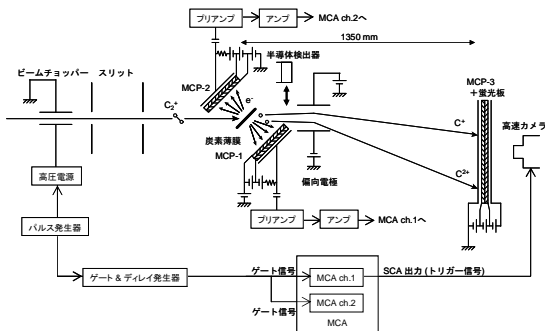 プリアンプ
アンプ
MCA ch.2へ
半導体検出器
1350 mm
ビームチョッパー
スリット
MCP-2
MCP-3
+蛍光板
C₂⁺
e⁻
C⁺
高速カメラ
炭素薄膜
MCP-1
C²⁺
高圧電源
偏向電極
プリアンプ
アンプ
MCA ch.1へ
パルス発生器
ゲート & ディレイ発生器
ゲート信号
MCA ch.1
SCA 出力 (トリガー信号)
ゲート信号
MCA ch.2
MCA